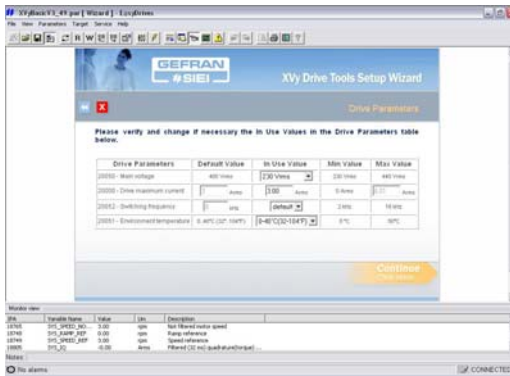 XVyBasicV3_4X.par [ Wizard ] - EasyDrives
File View Parameters Target Service Help
GEFRAN
SIEI
XVy Drive Tools Setup Wizard
X
Drive Parameters
Please verify and change if necessary the In Use Values in the Drive Parameters table
below.
Drive Parameters Default Value In Use Value Min Value Max Value
20050 - Main voltage 400 Vrms 230 Vrms 230 Vrms 440 Vrms
20000 - Drive maximum current Arms 3.00 Arms 0 Arms Arms
20052 - Switching frequency kHz default 2 kHz 16 kHz
20051 - Environment temperature 0-40°C (32°-104°F) 0-40°C(32-104°F) 0°C 50°C
Continue
Monitor view
IPA Variable Name Value Um Description
18765 SYS_SPEED_NO... 0.00 rpm Not filtered motor speed
18748 SYS_RAMP_REF 0.00 rpm Ramp reference
18749 SYS_SPEED_REF 0.00 rpm Speed reference
18805 SYS_IQ -0.00 Arms Filtered (32 ms) quadrature(torque) ...
Notes :
No alarms
CONNECTED